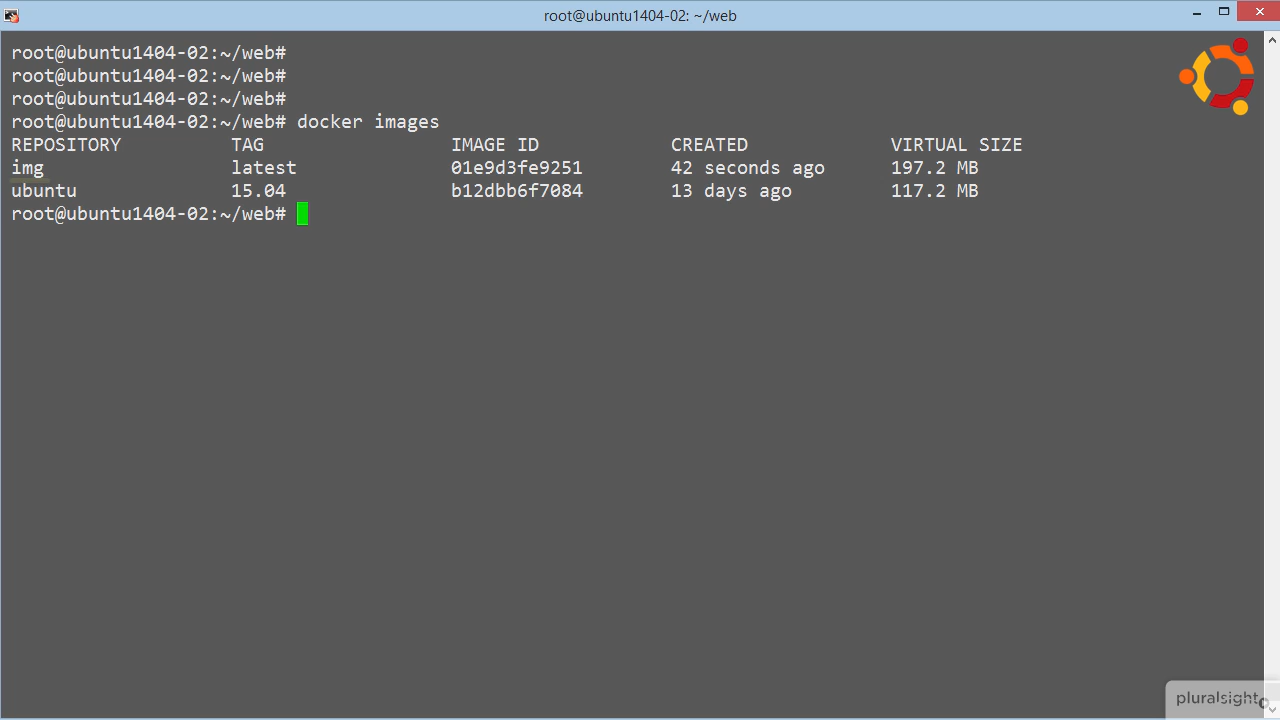 root@ubuntu1404-02: ~/web
root@ubuntu1404-02:~/web#
root@ubuntu1404-02:~/web#
root@ubuntu1404-02:~/web#
root@ubuntu1404-02:~/web# docker images
REPOSITORY TAG IMAGE ID CREATED VIRTUAL SIZE
img latest 01e9d3fe9251 42 seconds ago 197.2 MB
ubuntu 15.04 b12dbb6f7084 13 days ago 117.2 MB
root@ubuntu1404-02:~/web#
pluralsight